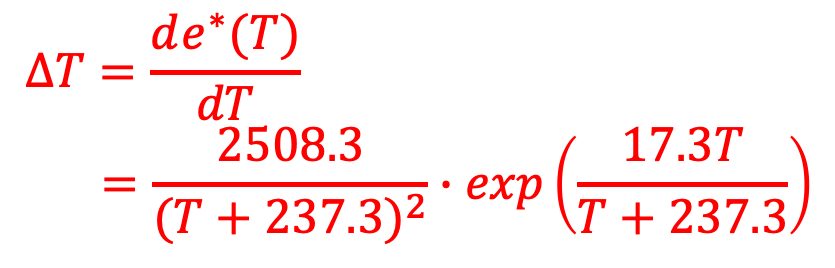 ΔT = de*(T) / dT
= 2508.3 / (T + 237.3)² · exp(17.3T / T + 237.3)